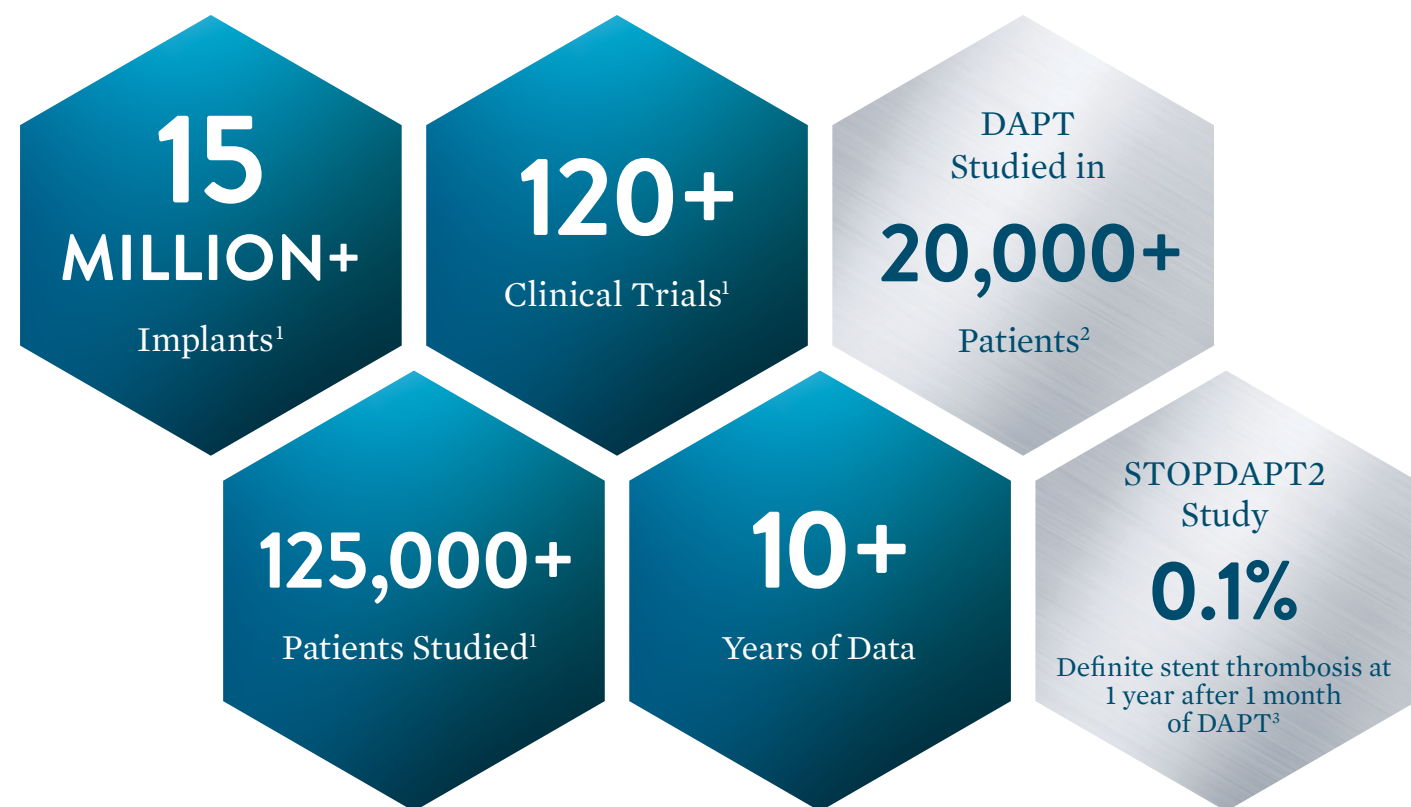 15
MILLION+
Implants¹
120+
Clinical Trials¹
DAPT
Studied in
20,000+
Patients²
125,000+
Patients Studied¹
10+
Years of Data
STOPDAPT2
Study
0.1%
Definite stent thrombosis at
1 year after 1 month
of DAPT³